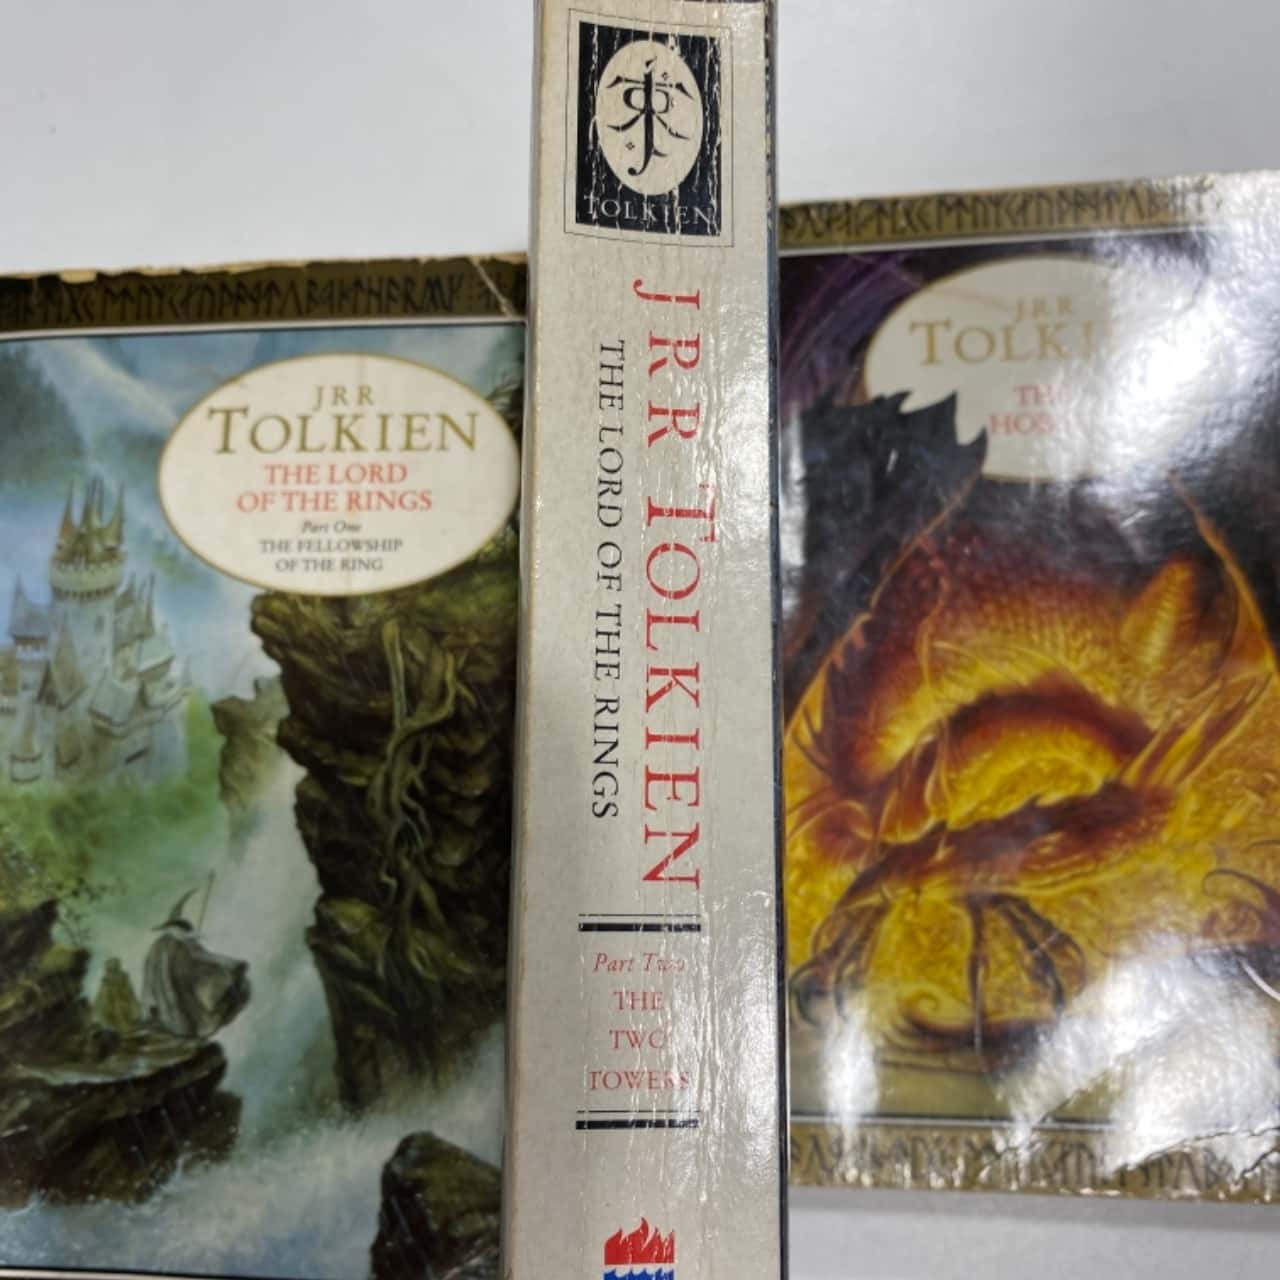 JRR
TOLKIEN
THE LORD
OF THE RINGS
Part One
THE FELLOWSHIP
OF THE RING
TOLKIEN
JRR TOLKIEN
THE LORD OF THE RINGS
Part Two
THE
TWO
TOWERS
JRR